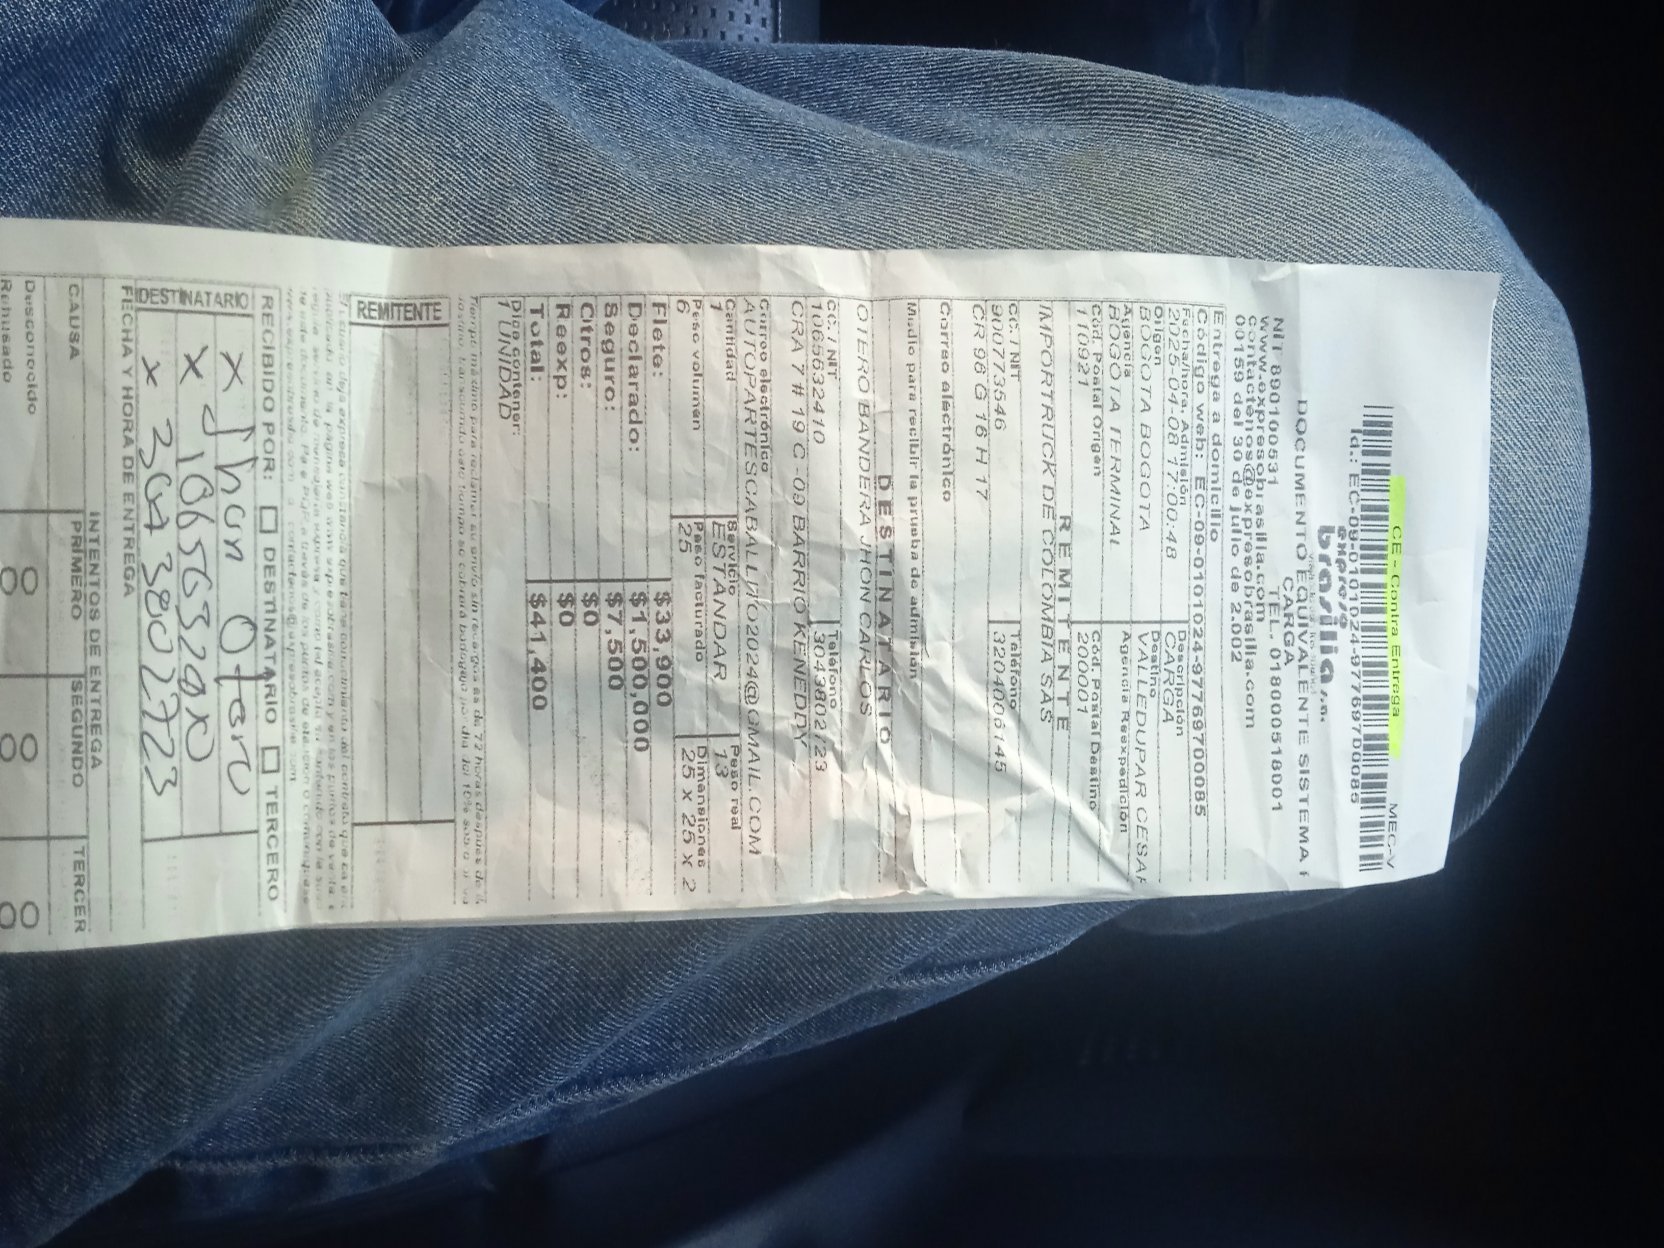 CE - Contra Entrega MEC-V
Id.: EC-09-0101024-97769700085
expreso
brasilia s.a.
DOCUMENTO EQUIVALENTE SISTEMA P
CARGA
NIT 890100531 TEL. 018000518001
www.expresobrasilia.com
contactenos@expresobrasilia.com
00159 del 30 de julio de 2.002
Entrega a domicilio
Código web: EC-09-0101024-97769700085
Fecha/hora, Admisión Descripción
2025-04-08 17:00:48 CARGA
Origen Destino
BOGOTA BOGOTA VALLEDUPAR CESAR
Agencia Agencia Reexpedición
BOGOTA TERMINAL
Cód. Postal Origen Cód. Postal Destino
110921 200001
REMITENTE
IMPORTRUCK DE COLOMBIA SAS
CC. / NIT Teléfono
900773546 3204006145
CR 98 G 16 H 17
Correo electrónico
Medio para recibir la prueba de admisión
DESTINATARIO
OTERO BANDERA JHON CARLOS
CC. / NIT Teléfono
1065632410 3043802723
CRA 7 # 19 C -09 BARRIO KENEDDY
Correo electrónico
AUTOPARTESCABALLITO2024@GMAIL.COM
Cantidad Servicio Peso real
1 ESTANDAR 13
Peso volumen Peso facturado Dimensiones
6 25 25 X 25 X 2
Flete: $33,900
Declarado: $1,500,000
Seguro: $7,500
Otros: $0
Reexp: $0
Total: $41,400
Dice contener:
1 UNIDAD
REMITENTE
RECIBIDO POR: DESTINATARIO TERCERO
DESTINATARIO
x Jhon Otero
x
x 3043802723
FECHA Y HORA DE ENTREGA
INTENTOS DE ENTREGA
CAUSA PRIMERO SEGUNDO TERCER
Desconocido
Rehusado